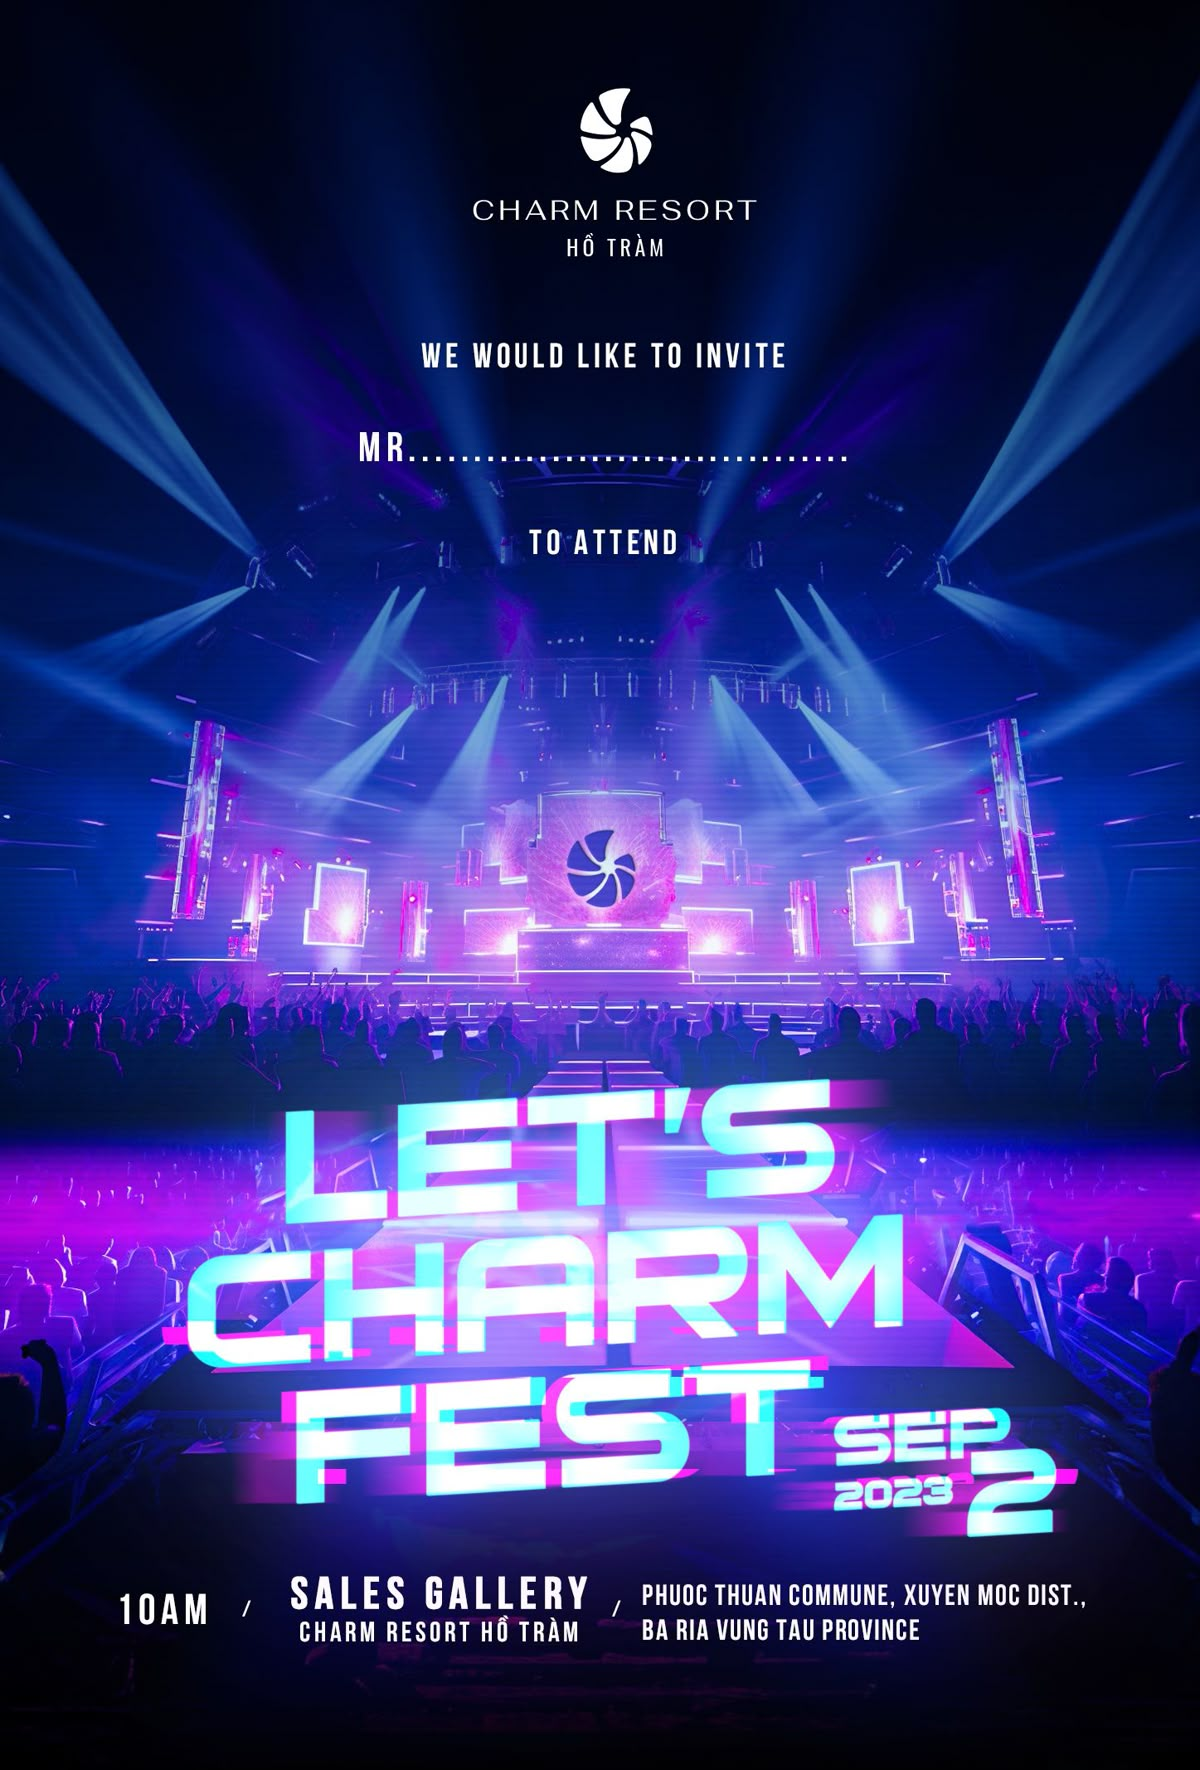 CHARM RESORT
HỒ TRÀM
WE WOULD LIKE TO INVITE
MR..................................
TO ATTEND
LET'S
CHARM
FEST
SEP
2023 2
10AM / SALES GALLERY / PHUOC THUAN COMMUNE, XUYEN MOC DIST.,
CHARM RESORT HỒ TRÀM
BA RIA VUNG TAU PROVINCE